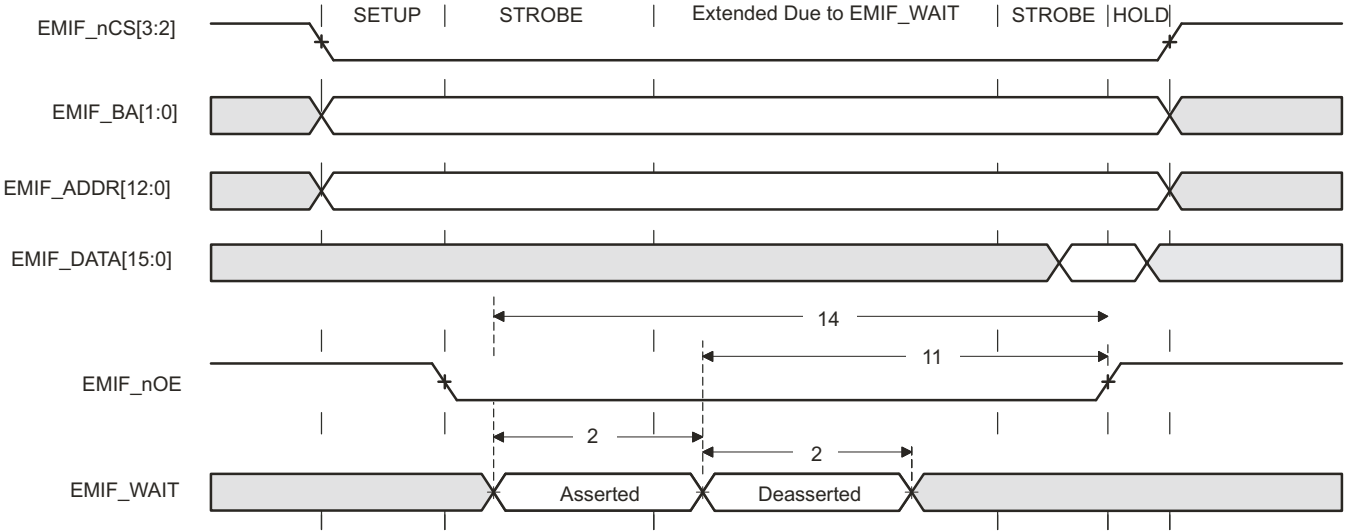 SETUP STROBE Extended Due to EMIF_WAIT STROBE HOLD
EMIF_nCS[3:2]
EMIF_BA[1:0]
EMIF_ADDR[12:0]
EMIF_DATA[15:0]
14
11
EMIF_nOE
2
2
EMIF_WAIT Asserted Deasserted